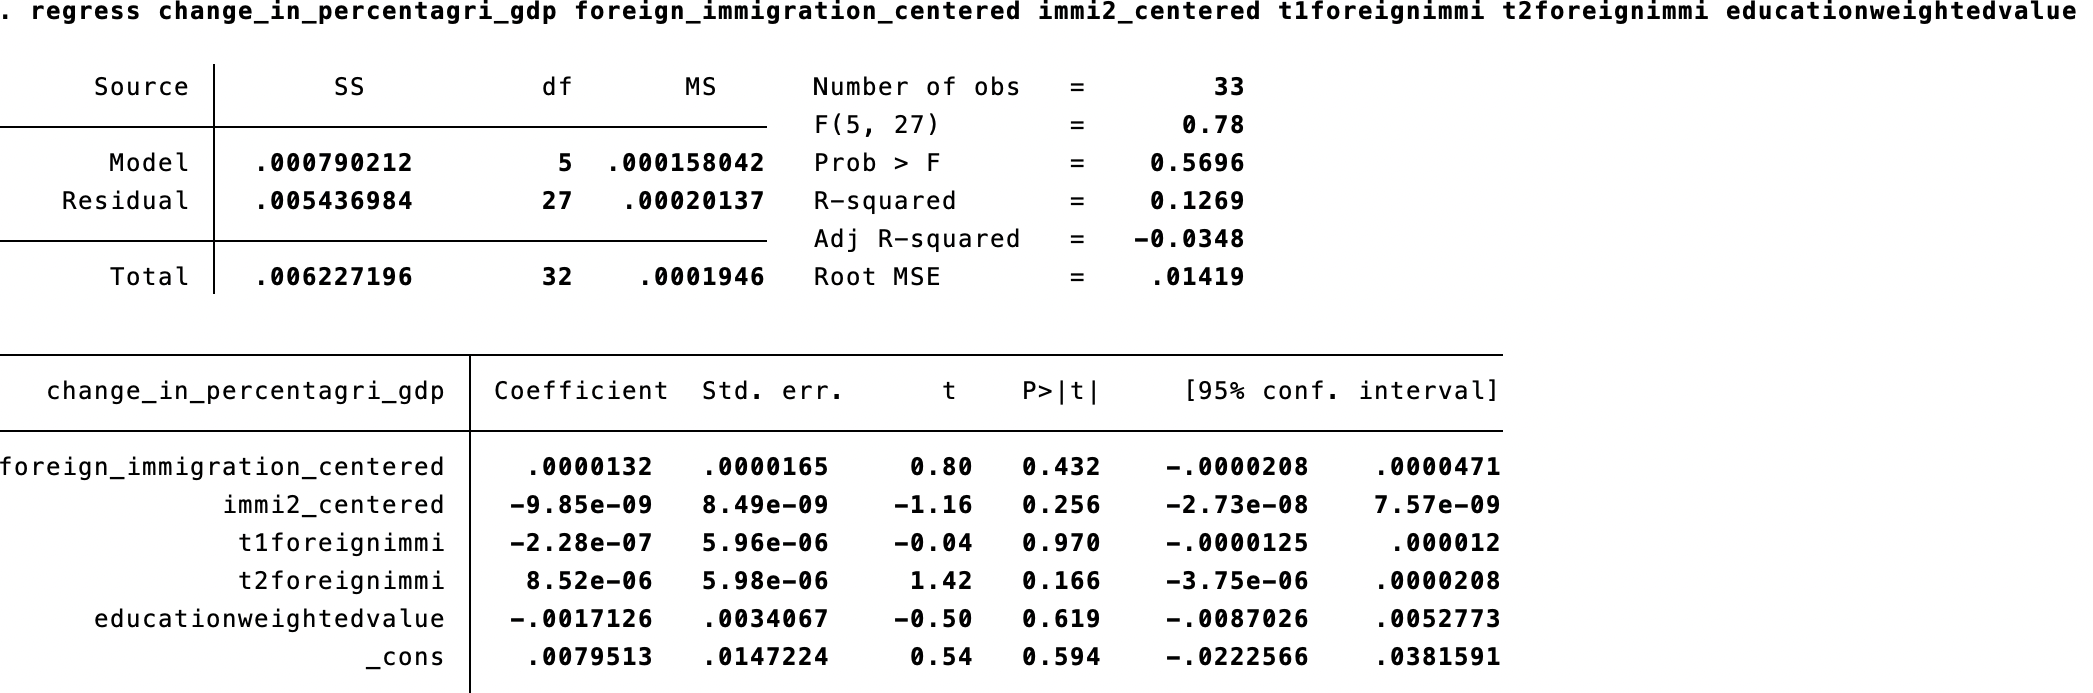 . regress change_in_percentagri_gdp foreign_immigration_centered immi2_centered t1foreignimmi t2foreignimmi educationweightedvalue
Source SS df MS Number of obs = 33
F(5, 27) = 0.78
Model .000790212 5 .000158042 Prob > F = 0.5696
Residual .005436984 27 .00020137 R-squared = 0.1269
Adj R-squared = -0.0348
Total .006227196 32 .0001946 Root MSE = .01419
change_in_percentagri_gdp Coefficient Std. err. t P>|t| [95% conf. interval]
foreign_immigration_centered .0000132 .0000165 0.80 0.432 -.0000208 .0000471
immi2_centered -9.85e-09 8.49e-09 -1.16 0.256 -2.73e-08 7.57e-09
t1foreignimmi -2.28e-07 5.96e-06 -0.04 0.970 -.0000125 .000012
t2foreignimmi 8.52e-06 5.98e-06 1.42 0.166 -3.75e-06 .0000208
educationweightedvalue -.0017126 .0034067 -0.50 0.619 -.0087026 .0052773
_cons .0079513 .0147224 0.54 0.594 -.0222566 .0381591